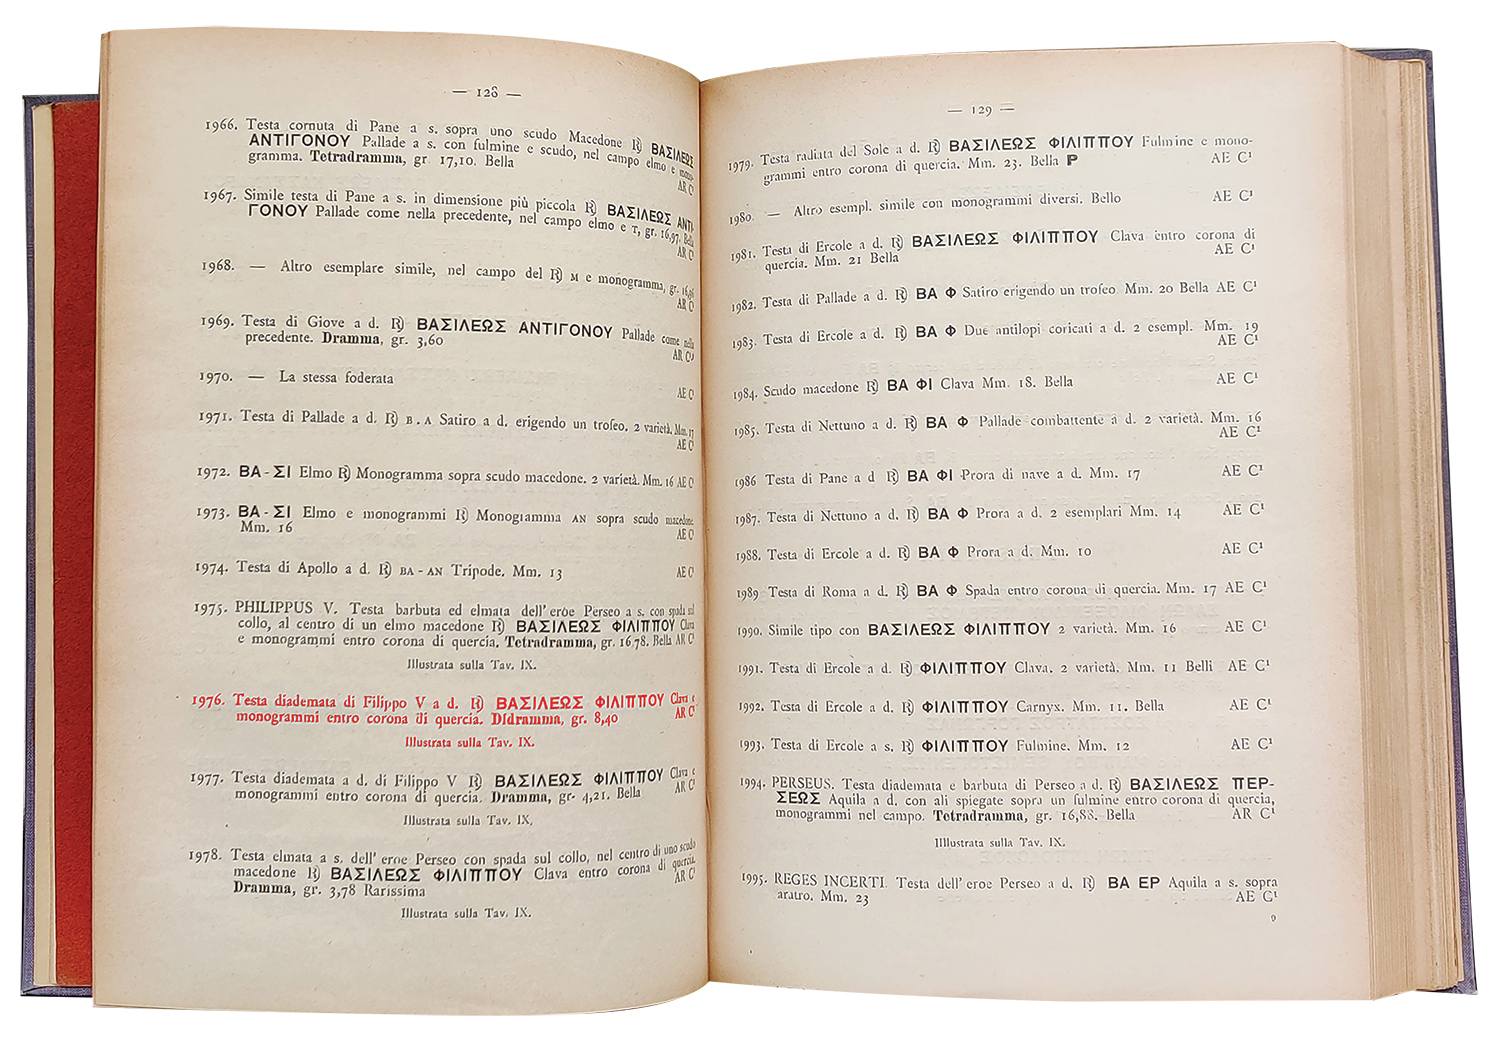 — 128 —
1966. Testa cornuta di Pane a s. sopra uno scudo Macedone ℞ ΒΑΣΙΛΕΩΣ
ΑΝΤΙΓΟΝΟΥ Pallade a s. con fulmine e scudo, nel campo elmo e mono-
gramma. Tetradramma, gr. 17,10. Bella
AR C¹
1967. Simile testa di Pane a s. in dimensione più piccola ℞ ΒΑΣΙΛΕΩΣ ΑΝΤΙ-
ΓΟΝΟΥ Pallade come nella precedente, nel campo elmo e T, gr. 16,97. Bella
AR C¹
1968. — Altro esemplare simile, nel campo del ℞ M e monogramma, gr.
AR C¹
1969. Testa di Giove a d. ℞ ΒΑΣΙΛΕΩΣ ΑΝΤΙΓΟΝΟΥ Pallade come nella
precedente. Dramma, gr. 3,60
AR C¹
1970. — La stessa foderata
AE C¹
1971. Testa di Pallade a d. ℞ B . A Satiro a d. erigendo un trofeo. 2 varietà. Mm. 17
AE C¹
1972. ΒΑ - ΣΙ Elmo ℞ Monogramma sopra scudo macedone. 2 varietà. Mm. 16 AE C¹
1973. ΒΑ - ΣΙ Elmo e monogrammi ℞ Monogramma AN sopra scudo macedone.
Mm. 16
AE C¹
1974. Testa di Apollo a d. ℞ BA - AN Tripode. Mm. 13 AE C¹
1975. PHILIPPUS V. Testa barbuta ed elmata dell' eroe Perseo a s. con spada sul
collo, al centro di un elmo macedone ℞ ΒΑΣΙΛΕΩΣ ΦΙΛΙΠΠΟΥ Clava
e monogrammi entro corona di quercia. Tetradramma, gr. 16,78. Bella AR C¹
Illustrata sulla Tav. IX.
1976. Testa diademata di Filippo V a d. ℞ ΒΑΣΙΛΕΩΣ ΦΙΛΙΠΠΟΥ Clava e
monogrammi entro corona di quercia. Didramma, gr. 8,40 AR C¹
Illustrata sulla Tav. IX.
1977. Testa diademata a d. di Filippo V ℞ ΒΑΣΙΛΕΩΣ ΦΙΛΙΠΠΟΥ Clava e
monogrammi entro corona di quercia. Dramma, gr. 4,21. Bella AR C¹
Illustrata sulla Tav. IX.
1978. Testa elmata a s. dell' eroe Perseo con spada sul collo, nel centro di uno scudo
macedone ℞ ΒΑΣΙΛΕΩΣ ΦΙΛΙΠΠΟΥ Clava entro corona di quercia.
Dramma, gr. 3,78 Rarissima AR C¹
Illustrata sulla Tav. IX.
— 129 —
1979. Testa radiata del Sole a d. ℞ ΒΑΣΙΛΕΩΣ ΦΙΛΙΠΠΟΥ Fulmine e mono-
grammi entro corona di quercia. Mm. 23. Bella Ρ AE C¹
1980. — Altro esempl. simile con monogrammi diversi. Bello AE C¹
1981. Testa di Ercole a d. ℞ ΒΑΣΙΛΕΩΣ ΦΙΛΙΠΠΟΥ Clava entro corona di
quercia. Mm. 21 Bella AE C¹
1982. Testa di Pallade a d. ℞ ΒΑ Φ Satiro erigendo un trofeo. Mm. 20 Bella AE C¹
1983. Testa di Ercole a d. ℞ ΒΑ Φ Due antilopi coricati a d. 2 esempl. Mm. 19
AE C¹
1984. Scudo macedone ℞ ΒΑ ΦΙ Clava Mm. 18. Bella AE C¹
1985. Testa di Nettuno a d. ℞ ΒΑ Φ Pallade combattente a d. 2 varietà. Mm. 16
AE C¹
1986 Testa di Pane a d ℞ ΒΑ ΦΙ Prora di nave a d. Mm. 17 AE C¹
1987. Testa di Nettuno a d. ℞ ΒΑ Φ Prora a d. 2 esemplari Mm. 14 AE C¹
1988. Testa di Ercole a d. ℞ ΒΑ Φ Prora a d. Mm. 10 AE C¹
1989 Testa di Roma a d. ℞ ΒΑ Φ Spada entro corona di quercia. Mm. 17 AE C¹
1990. Simile tipo con ΒΑΣΙΛΕΩΣ ΦΙΛΙΠΠΟΥ 2 varietà. Mm. 16 AE C¹
1991. Testa di Ercole a d. ℞ ΦΙΛΙΠΠΟΥ Clava. 2 varietà. Mm. 11 Belli AE C¹
1992. Testa di Ercole a d. ℞ ΦΙΛΙΠΠΟΥ Carnyx. Mm. 11. Bella AE C¹
1993. Testa di Ercole a s. ℞ ΦΙΛΙΠΠΟΥ Fulmine. Mm. 12 AE C¹
1994. PERSEUS. Testa diademata e barbuta di Perseo a d. ℞ ΒΑΣΙΛΕΩΣ ΠΕΡ-
ΣΕΩΣ Aquila a d. con ali spiegate sopra un fulmine entro corona di quercia,
monogrammi nel campo. Tetradramma, gr. 16,88. Bella AR C¹
Illustrata sulla Tav. IX.
1995. REGES INCERTI. Testa dell' eroe Perseo a d. ℞ ΒΑ ΕΡ Aquila a s. sopra
aratro. Mm. 23 AE C¹
9